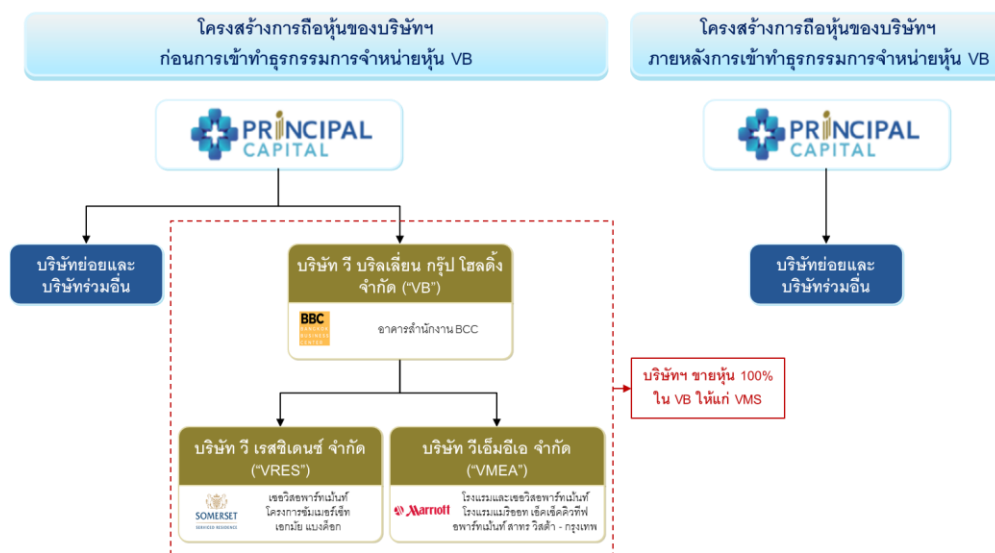 โครงสร้างการถือหุ้นของบริษัทฯ
ก่อนการเข้าทำธุรกรรมการจำหน่ายหุ้น VB
โครงสร้างการถือหุ้นของบริษัทฯ
ภายหลังการเข้าทำธุรกรรมการจำหน่ายหุ้น VB
PRINCIPAL
CAPITAL
PRINCIPAL
CAPITAL
บริษัทย่อยและ
บริษัทร่วมอื่น
บริษัท วี บริลเลี่ยน กรุ๊ป โฮลดิ้ง
จำกัด (“VB”)
BBC
BANGKOK
BUSINESS
CENTER
อาคารสำนักงาน BCC
บริษัทย่อยและ
บริษัทร่วมอื่น
บริษัทฯ ขายหุ้น 100%
ใน VB ให้แก่ VMS
บริษัท วี เรสซิเดนซ์ จำกัด
(“VRES”)
SOMERSET
SERVICED RESIDENCE
เซอวิสอพาร์ทเม้นท์
โครงการซัมเมอร์เซ็ท
เอกมัย แบงค็อก
บริษัท วีเอ็มอีเอ จำกัด
(“VMEA”)
Marriott
โรงแรมและเซอวิสอพาร์ทเม้นท์
โรงแรมแมริออท เอ็คเซ็คคิวทีฟ
อพาร์ทเม้นท์ สาทร วิสต้า - กรุงเทพ